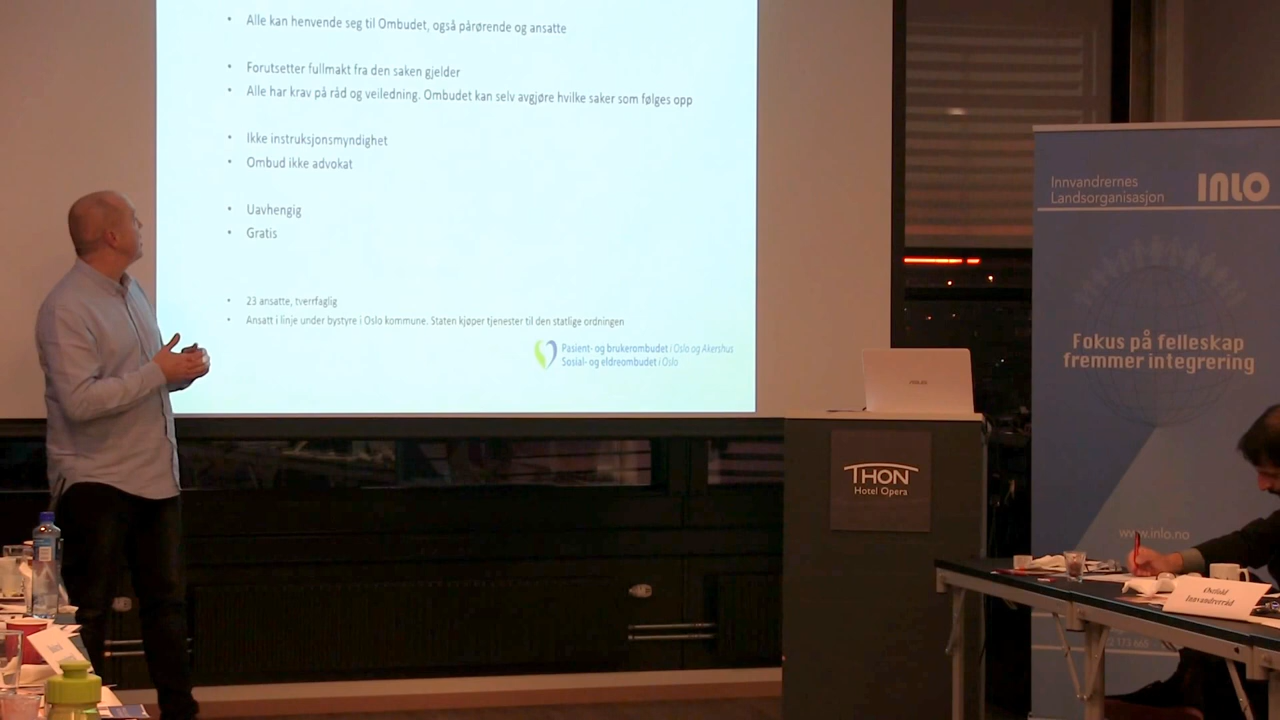 Alle kan henvende seg til Ombudet, også pårørende og ansatte
Forutsetter fullmakt fra den saken gjelder
Alle har krav på råd og veiledning. Ombudet kan selv avgjøre hvilke saker som følges opp
Ikke instruksjonsmyndighet
Ombud ikke advokat
Uavhengig
Gratis
23 ansatte, tverrfaglig
Ansatt i linje under bystyre i Oslo kommune. Staten kjøper tjenester til den statlige ordningen
Pasient- og brukerombudet i Oslo og Akershus
Sosial- og eldreombudet i Oslo
Innvandrernes
Landsorganisasjon
INLO
Fokus på felleskap
fremmer integrering
www.inlo.no
ASUS
THON
Hotel Opera
Østfold
Innvandrerråd